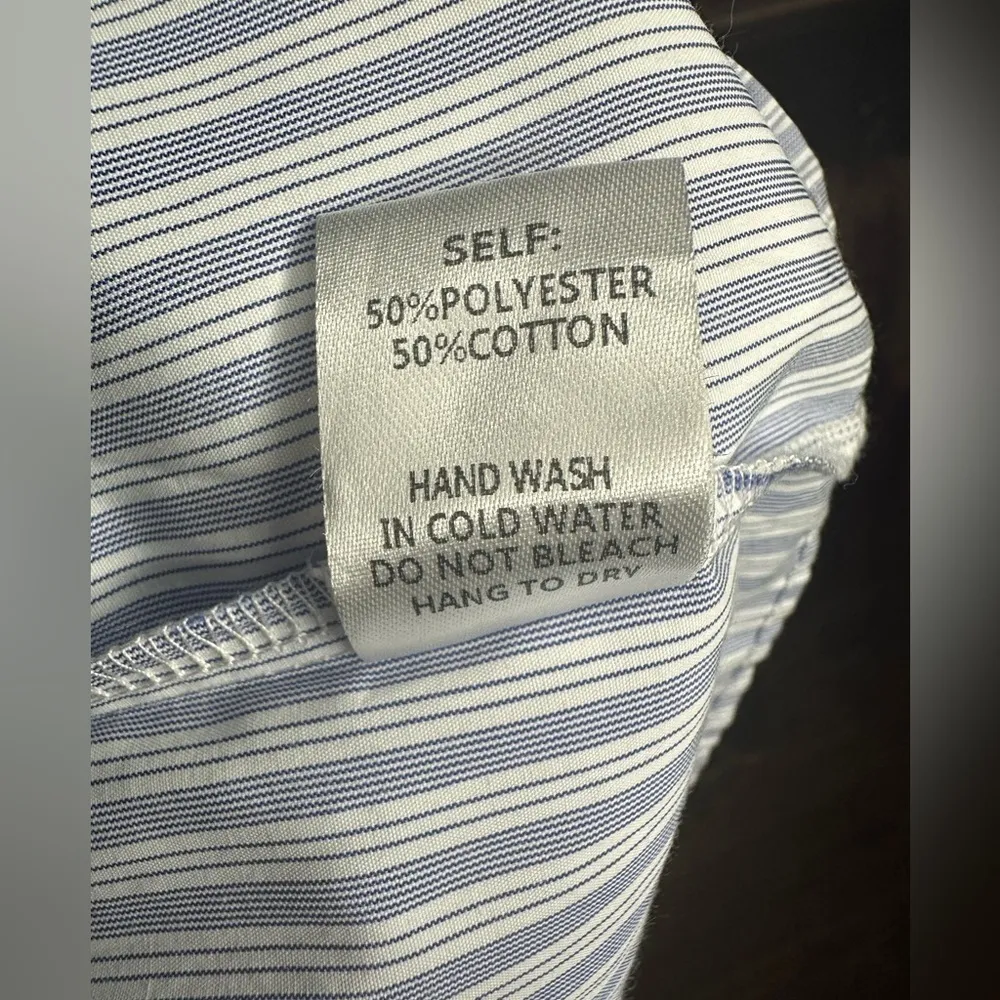 SELF:
50%POLYESTER
50%COTTON
HAND WASH
IN COLD WATER
DO NOT BLEACH
HANG TO DRY